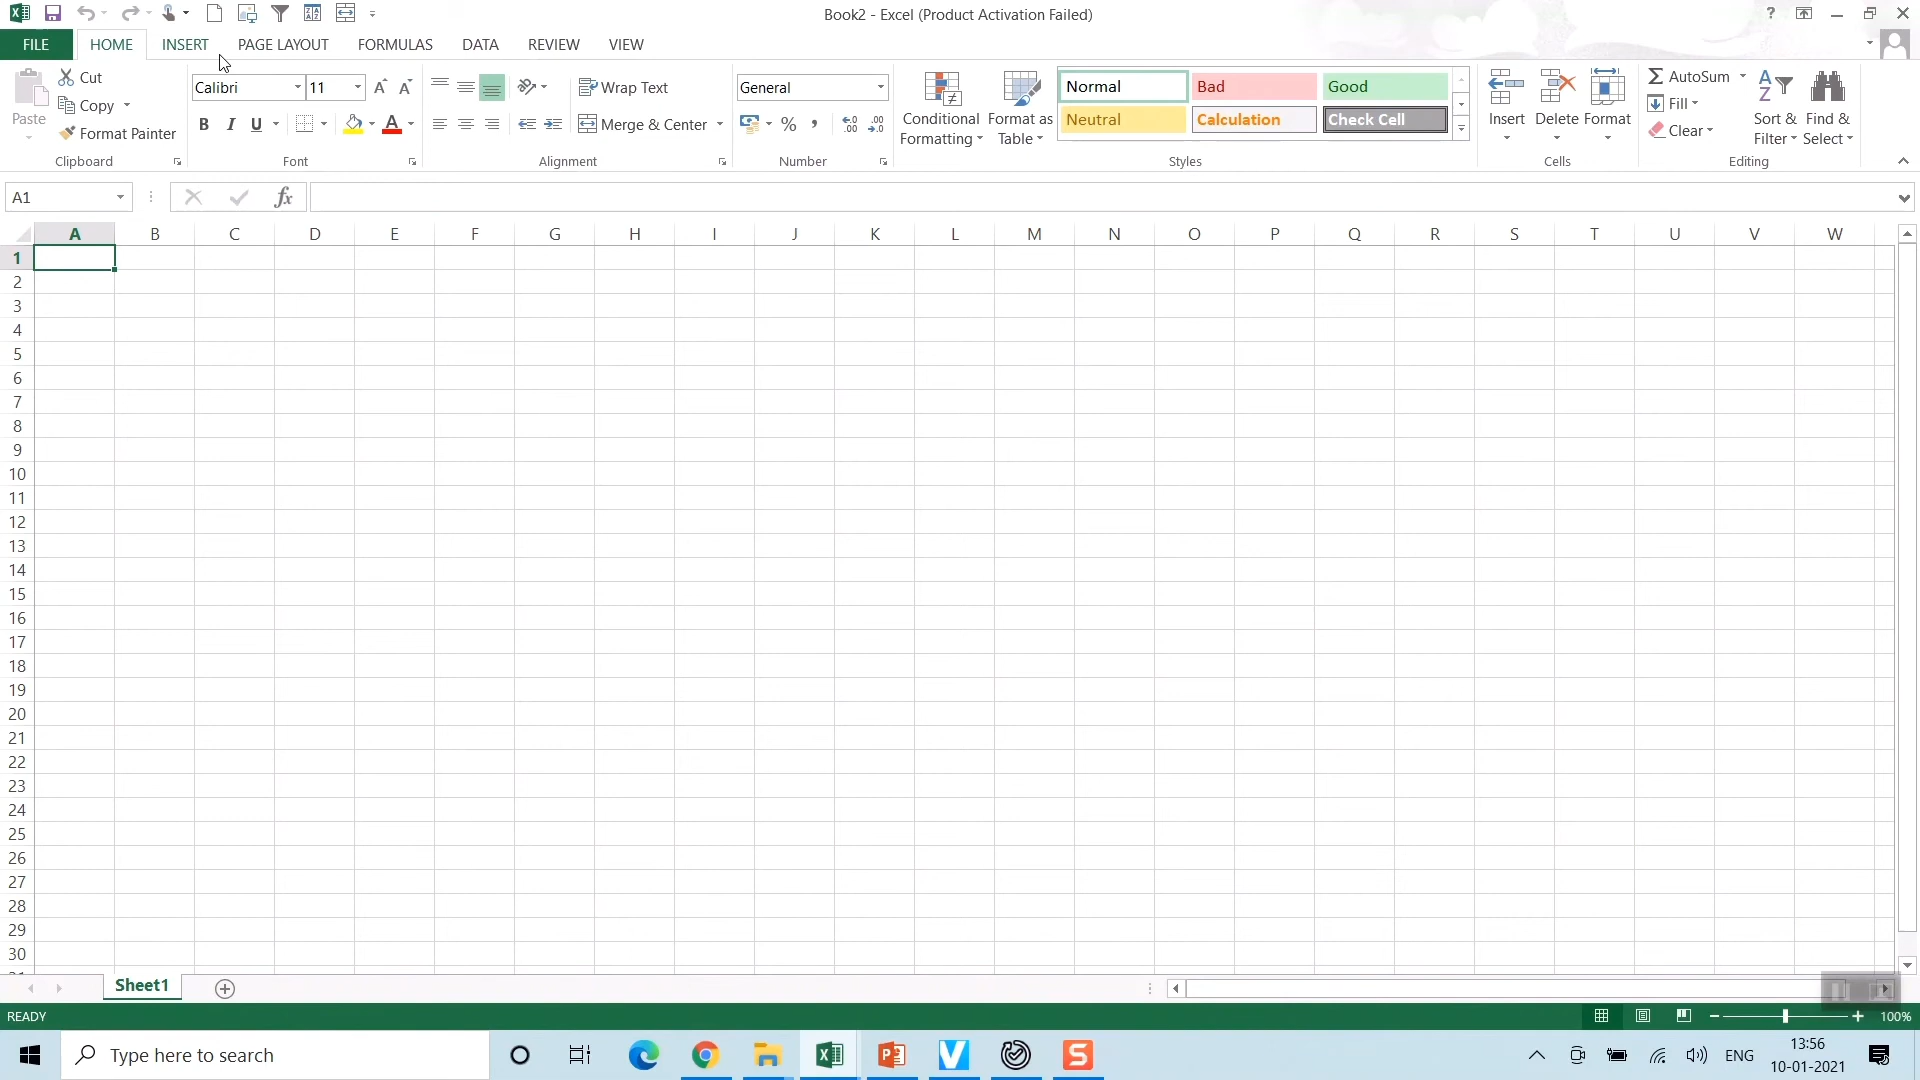 Book2 - Excel (Product Activation Failed)
FILE HOME INSERT PAGE LAYOUT FORMULAS DATA REVIEW VIEW
Paste
Cut
Copy
Format Painter
Clipboard
Calibri 11
B I U
Font
Wrap Text
Merge & Center
Alignment
General
%
Number
Conditional Formatting
Format as Table
Normal Bad Good
Neutral Calculation Check Cell
Styles
Insert Delete Format
Cells
AutoSum
Fill
Clear
Sort & Filter
Find & Select
Editing
A1
fx
A B C D E F G H I J K L M N O P Q R S T U V W
1
2
3
4
5
6
7
8
9
10
11
12
13
14
15
16
17
18
19
20
21
22
23
24
25
26
27
28
29
30
Sheet1
READY
100%
Type here to search
ENG
13:56
10-01-2021